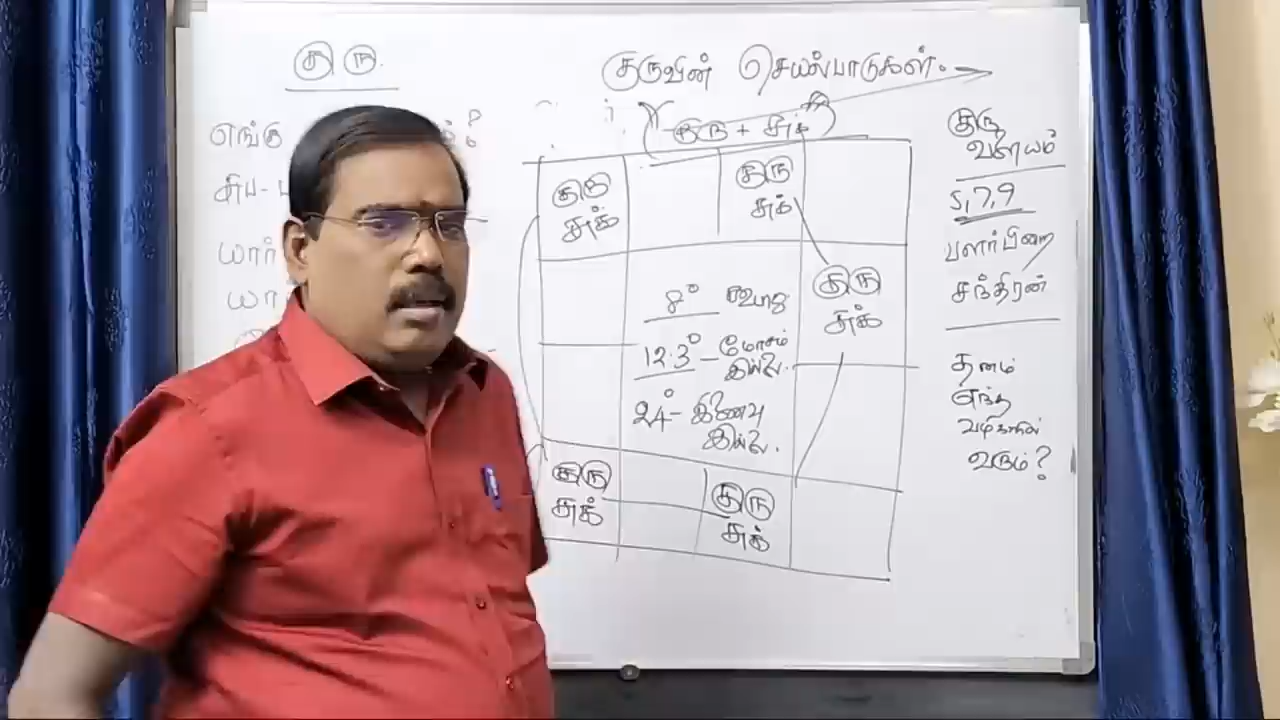 குரு
குருவின் செயல்பாடுகள்.
எங்கு ?
யார்
குரு + சுக்
குரு
சுக்
குரு
சுக்
குரு
சுக்
8°
12.3° - மோசம்
இல்லை.
24° - இணைவு
இல்லை.
குரு
சுக்
குரு
சுக்
குரு
வளையம்
5,7,9
வளர்பிறை
சந்திரன்
தனம்
எந்த
வழிகளில்
வரும்?